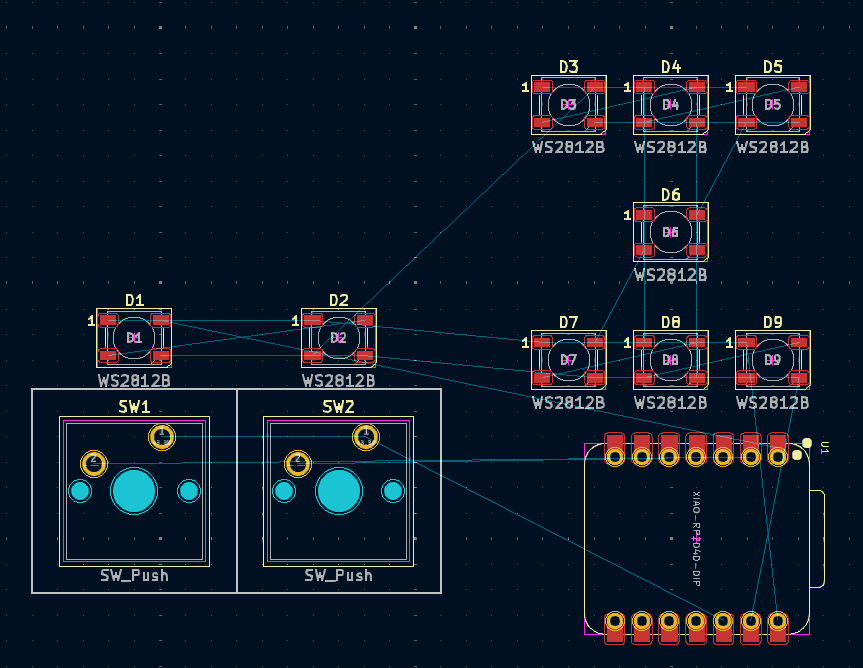 D3 D4 D5
1 D3 1 D4 1 D5
WS2812B WS2812B WS2812B
D6
1 D6
WS2812B
D1 D2
1 D1 1 D2
WS2812B WS2812B
D7 D8 D9
1 D7 1 D8 1 D9
WS2812B WS2812B WS2812B
SW1 SW2
1 1
2 2
SW_Push SW_Push
U1
XIAO-RP2040-DIP